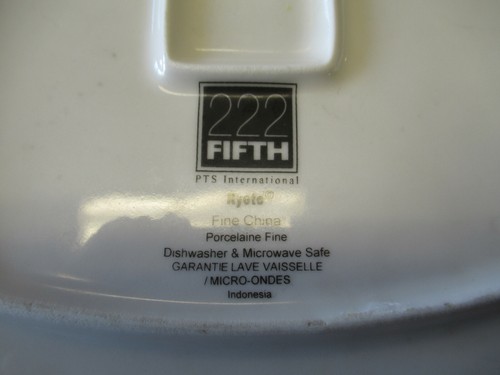 222
FIFTH
PTS International
Fine China
Porcelaine Fine
Dishwasher & Microwave Safe
GARANTIE LAVE VAISSELLE
/ MICRO-ONDES
Indonesia